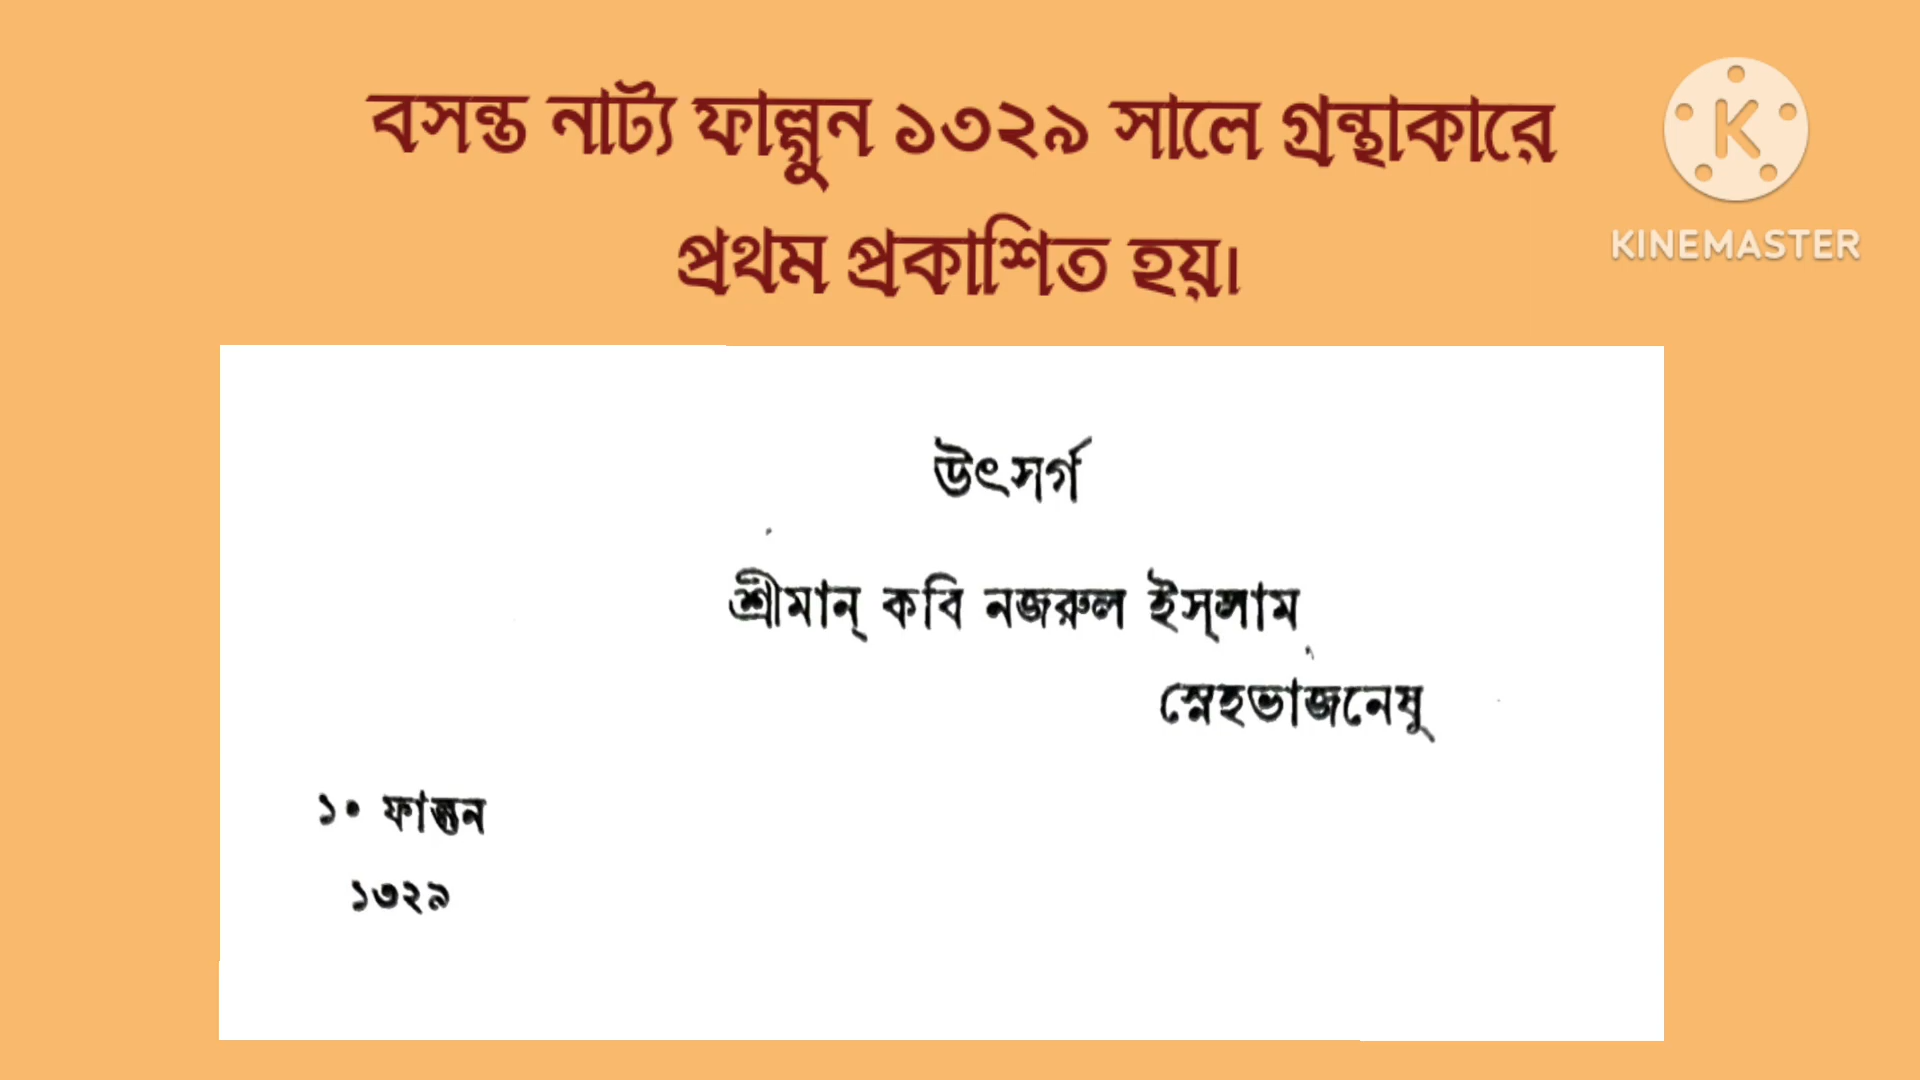 বসন্ত নাট্য ফাল্গুন ১৩২৯ সালে গ্রন্থাকারে
প্রথম প্রকাশিত হয়।
KINEMASTER
উৎসর্গ
শ্রীমান্ কবি নজরুল ইস্‌লাম
স্নেহভাজনেষু
১০ ফাল্গুন
১৩২৯